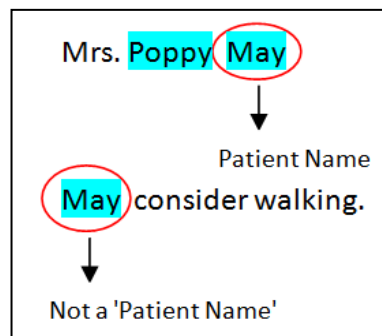 Mrs. Poppy May
Patient Name
May consider walking.
Not a 'Patient Name'